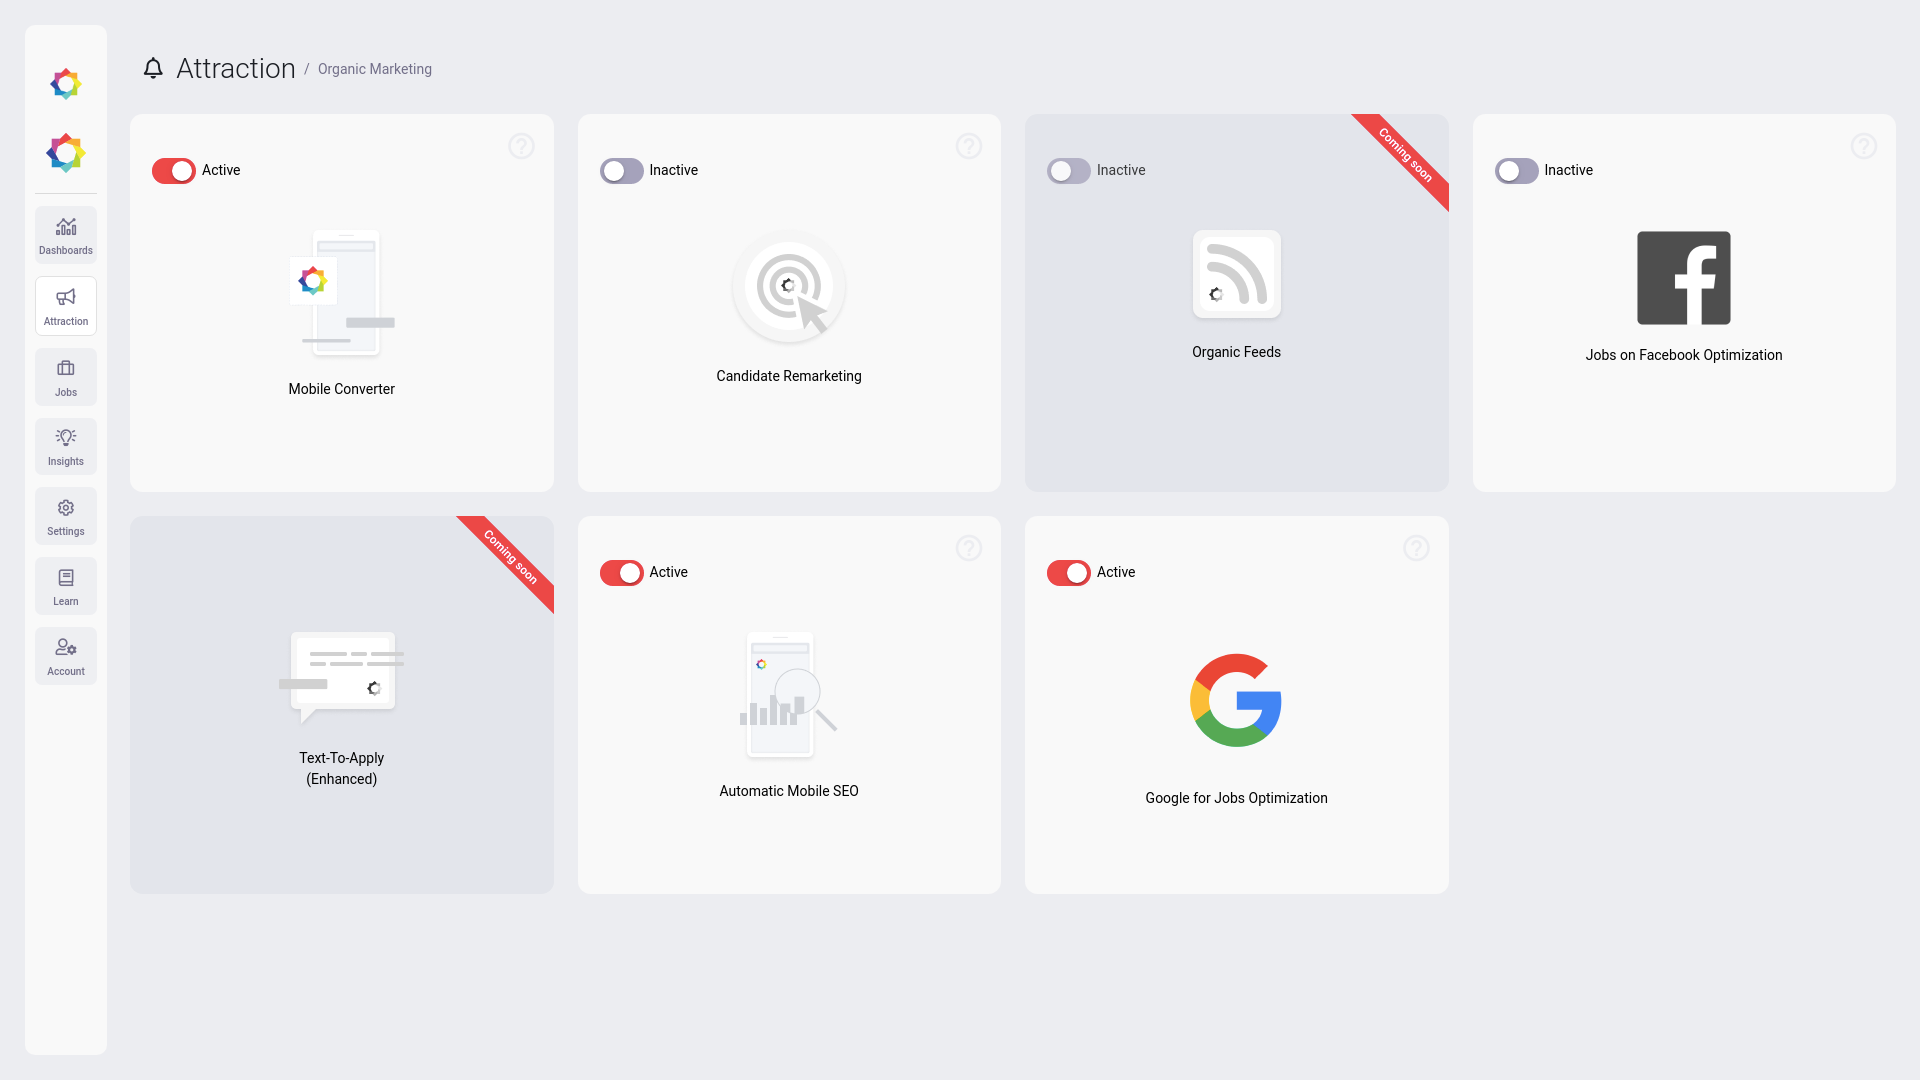 Attraction / Organic Marketing
Dashboards
Attraction
Jobs
Insights
Settings
Learn
Account
Active
Mobile Converter
Inactive
Candidate Remarketing
Inactive
Coming soon
Organic Feeds
Inactive
Jobs on Facebook Optimization
Coming soon
Text-To-Apply
(Enhanced)
Active
Automatic Mobile SEO
Active
Google for Jobs Optimization